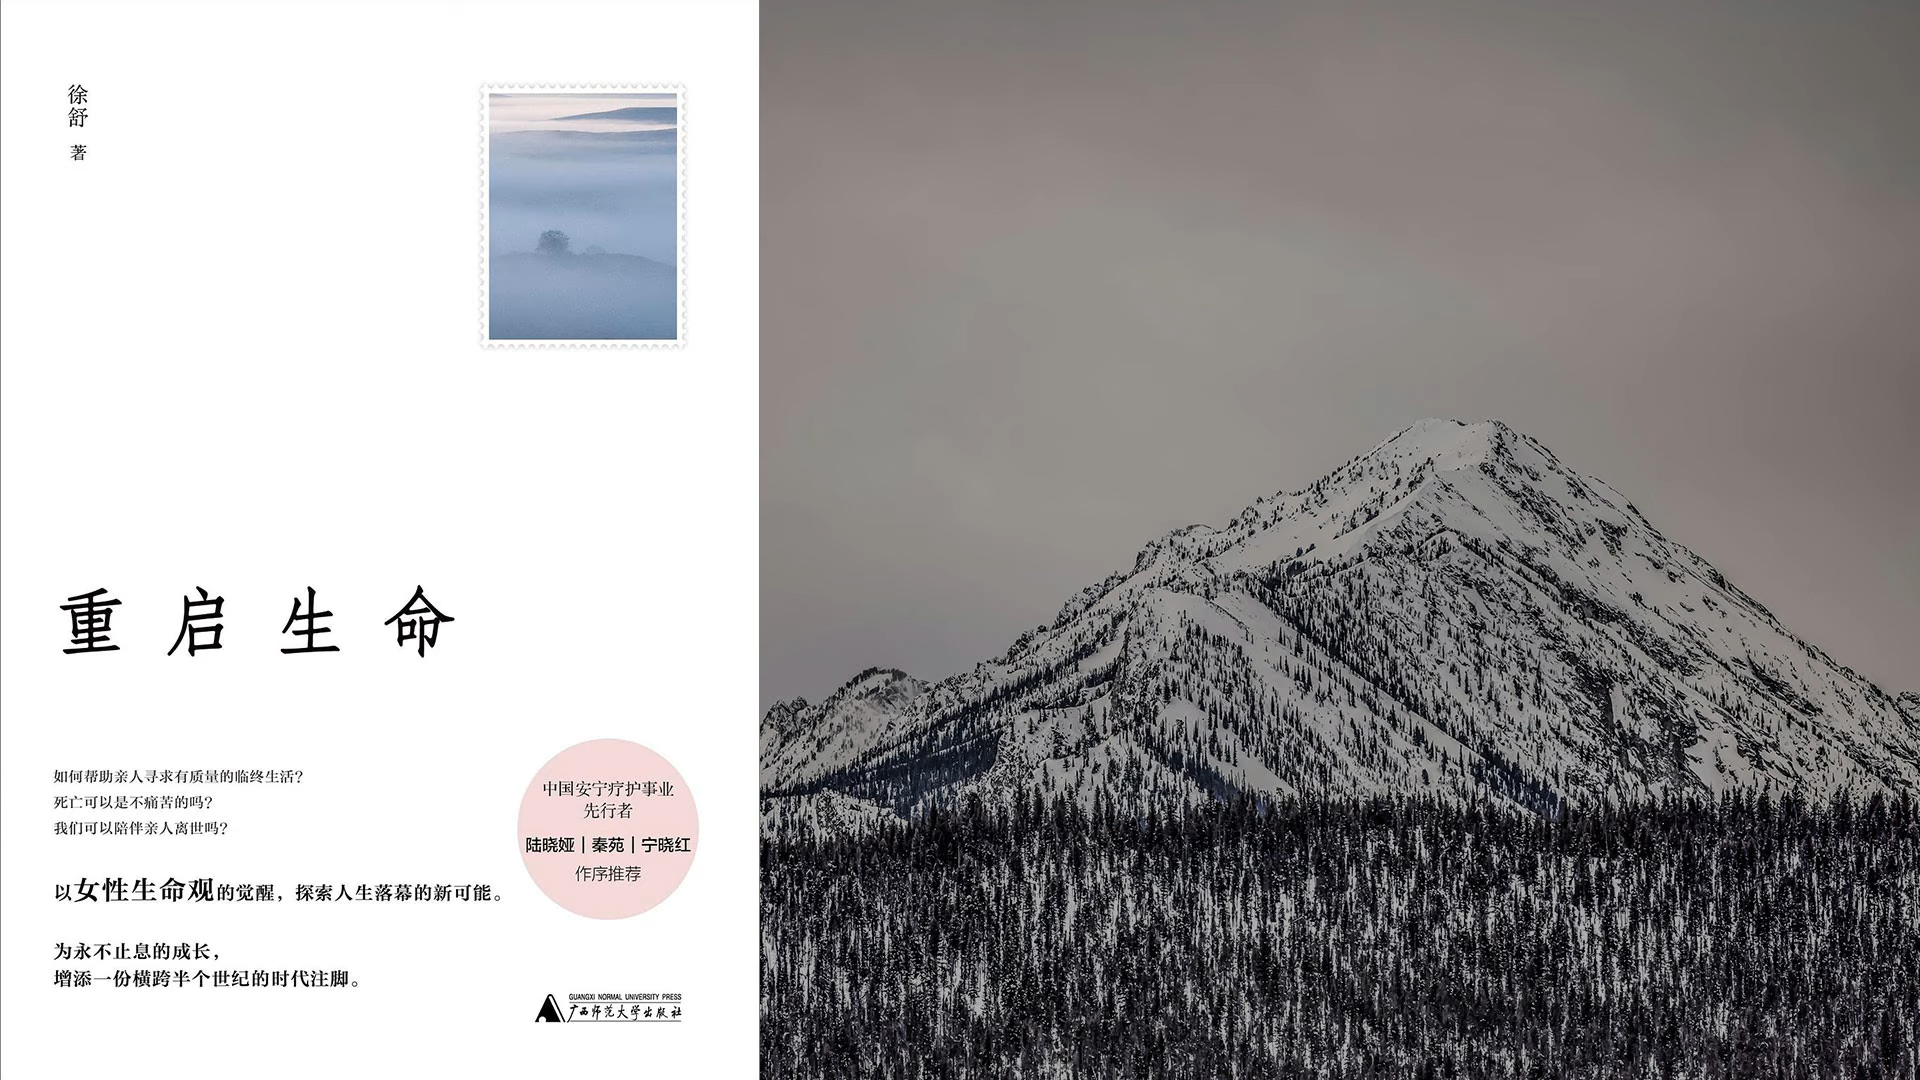 徐舒 著
重启生命
如何帮助亲人寻求有质量的临终生活？
死亡可以是不痛苦的吗？
我们可以陪伴亲人离世吗？
以女性生命观的觉醒，探索人生落幕的新可能。
为永不止息的成长，
增添一份横跨半个世纪的时代注脚。
中国安宁疗护事业
先行者
陆晓娅｜秦苑｜宁晓红
作序推荐
GUANGXI NORMAL UNIVERSITY PRESS
广西师范大学出版社